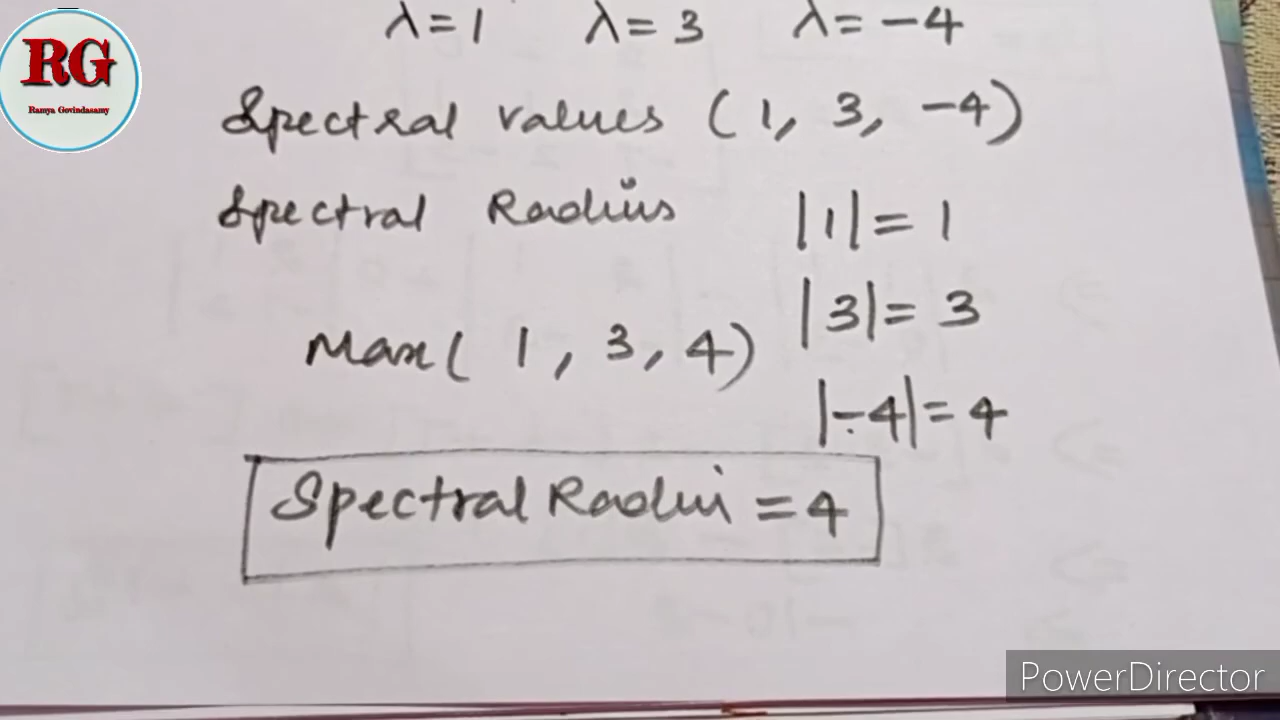 RG
Ramya Govindasamy
λ=1 λ=3 λ=-4
Spectral values (1, 3, -4)
Spectral Radius |1|=1
|3|=3
Max( 1, 3, 4)
|-4|=4
Spectral Radiu =4
PowerDirector